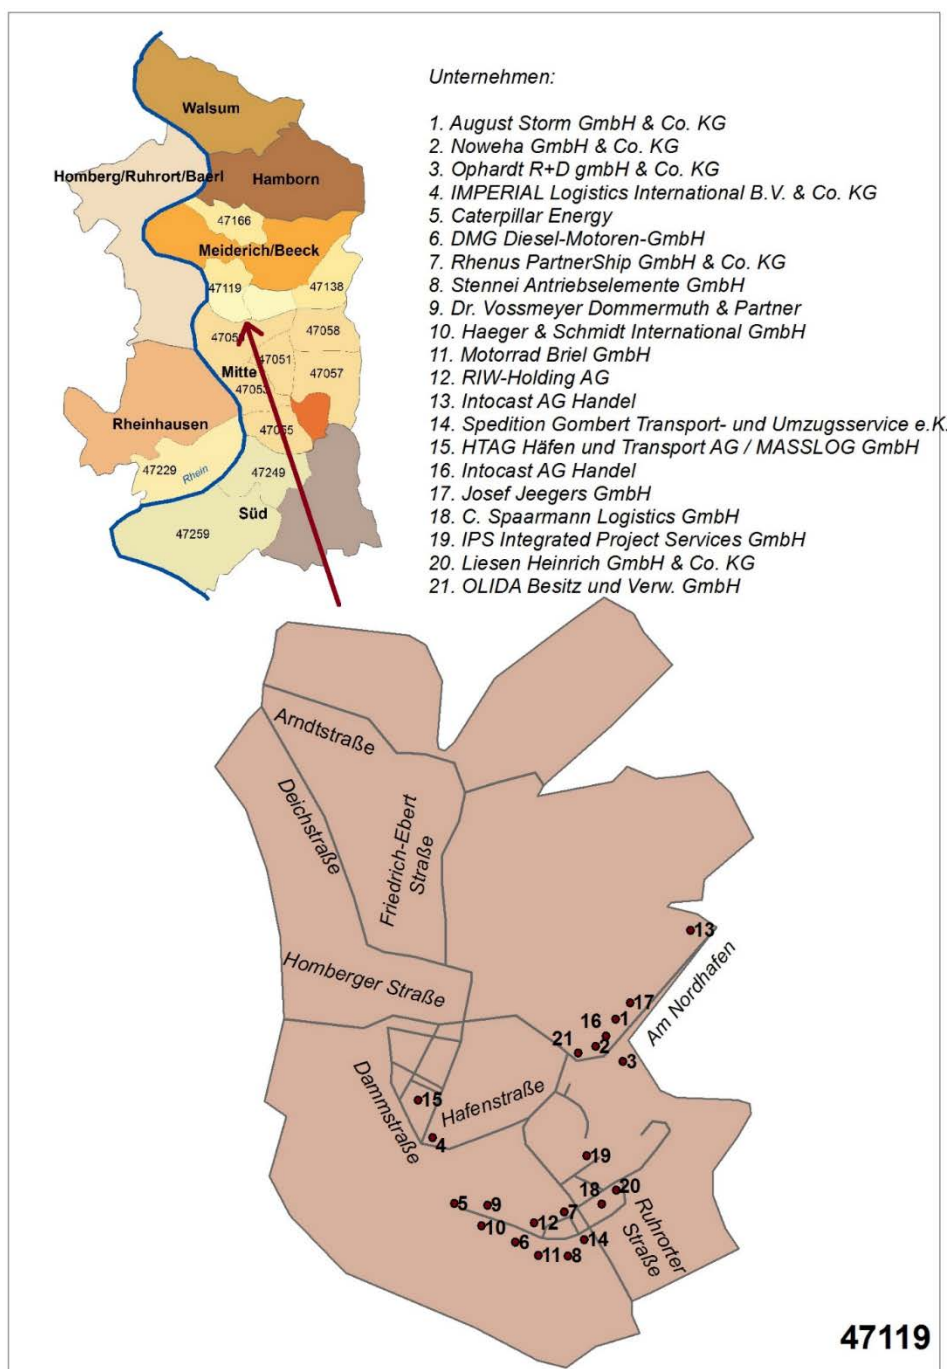 Walsum
Homberg/Ruhrort/Baerl
Hamborn
47166
Meiderich/Beeck
47119
47138
47058
47051
Mitte
47057
47053
Rheinhausen
47055
47229
Rhein
47249
Süd
47259
Unternehmen:
1. August Storm GmbH & Co. KG
2. Noweha GmbH & Co. KG
3. Ophardt R+D gmbH & Co. KG
4. IMPERIAL Logistics International B.V. & Co. KG
5. Caterpillar Energy
6. DMG Diesel-Motoren-GmbH
7. Rhenus PartnerShip GmbH & Co. KG
8. Stennei Antriebselemente GmbH
9. Dr. Vossmeyer Dommermuth & Partner
10. Haeger & Schmidt International GmbH
11. Motorrad Briel GmbH
12. RIW-Holding AG
13. Intocast AG Handel
14. Spedition Gombert Transport- und Umzugsservice e.K.
15. HTAG Häfen und Transport AG / MASSLOG GmbH
16. Intocast AG Handel
17. Josef Jeegers GmbH
18. C. Spaarmann Logistics GmbH
19. IPS Integrated Project Services GmbH
20. Liesen Heinrich GmbH & Co. KG
21. OLIDA Besitz und Verw. GmbH
Arndtstraße
Deichstraße
Friedrich-Ebert
Straße
Homberger Straße
13
Am Nordhafen
17
1
16
2
21
3
Dammstraße
15
Hafenstraße
4
19
18
20
5
9
7
Ruhrorter
Straße
10
12
6
14
11
8
47119